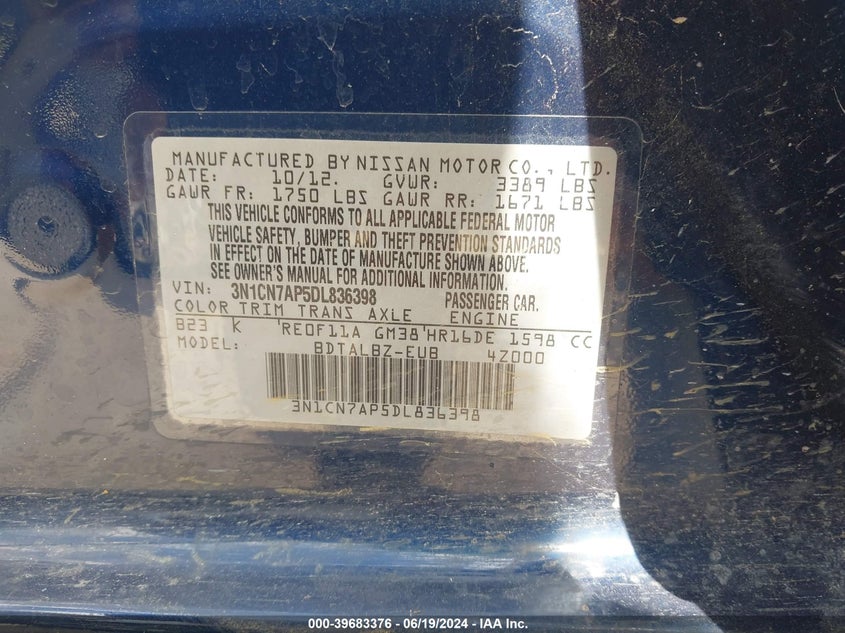 MANUFACTURED BY NISSAN MOTOR CO., LTD.
DATE: 10/12. GVWR: 3389 LBS
GAWR FR: 1750 LBS GAWR RR: 1671 LBS
THIS VEHICLE CONFORMS TO ALL APPLICABLE FEDERAL MOTOR
VEHICLE SAFETY, BUMPER AND THEFT PREVENTION STANDARDS
IN EFFECT ON THE DATE OF MANUFACTURE SHOWN ABOVE.
SEE OWNER'S MANUAL FOR ADDITIONAL INFORMATION.
VIN: 3N1CN7AP5DL836398 PASSENGER CAR.
COLOR TRIM TRANS AXLE ENGINE
B23 K 'RE0F11A GM38'HR16DE 1598 CC
MODEL: BDTALBZ-EUB 4Z000
3N1CN7AP5DL836398
000-39683376 / 06/19/2024 - IAA Inc.